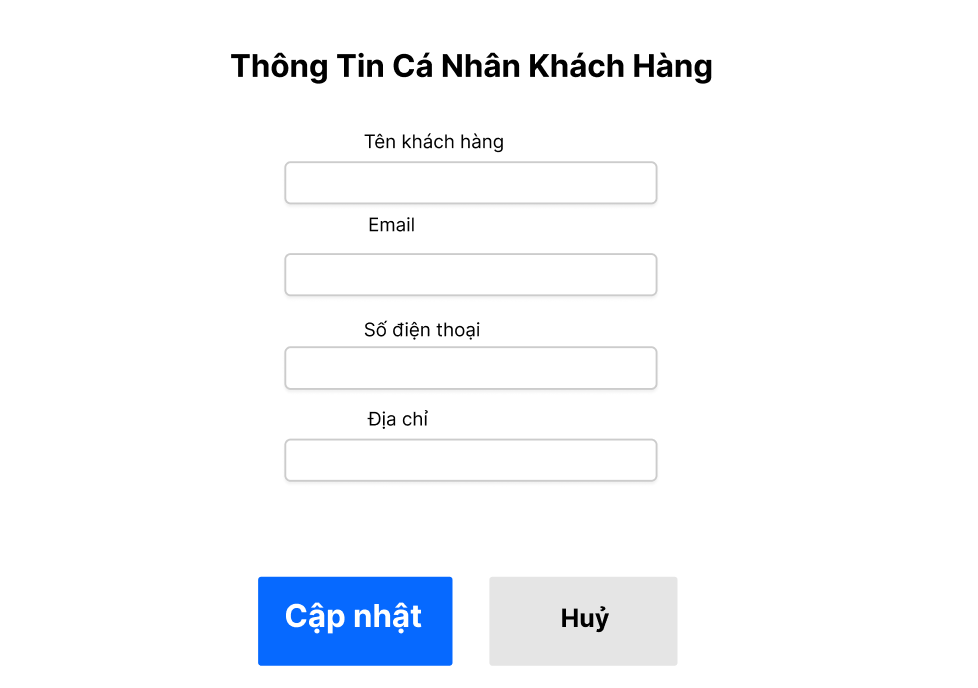 Thông Tin Cá Nhân Khách Hàng
Tên khách hàng
Email
Số điện thoại
Địa chỉ
Cập nhật
Huỷ